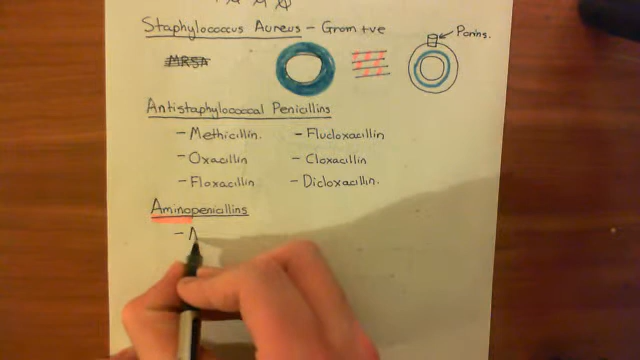 Staphylococcus Aureus - Gram +ve
Porins.
MRSA
Antistaphylococcal Penicillins
- Methicillin. - Flucloxacillin
- Oxacillin - Cloxacillin
- Floxacillin - Dicloxacillin.
Aminopenicillins
- A